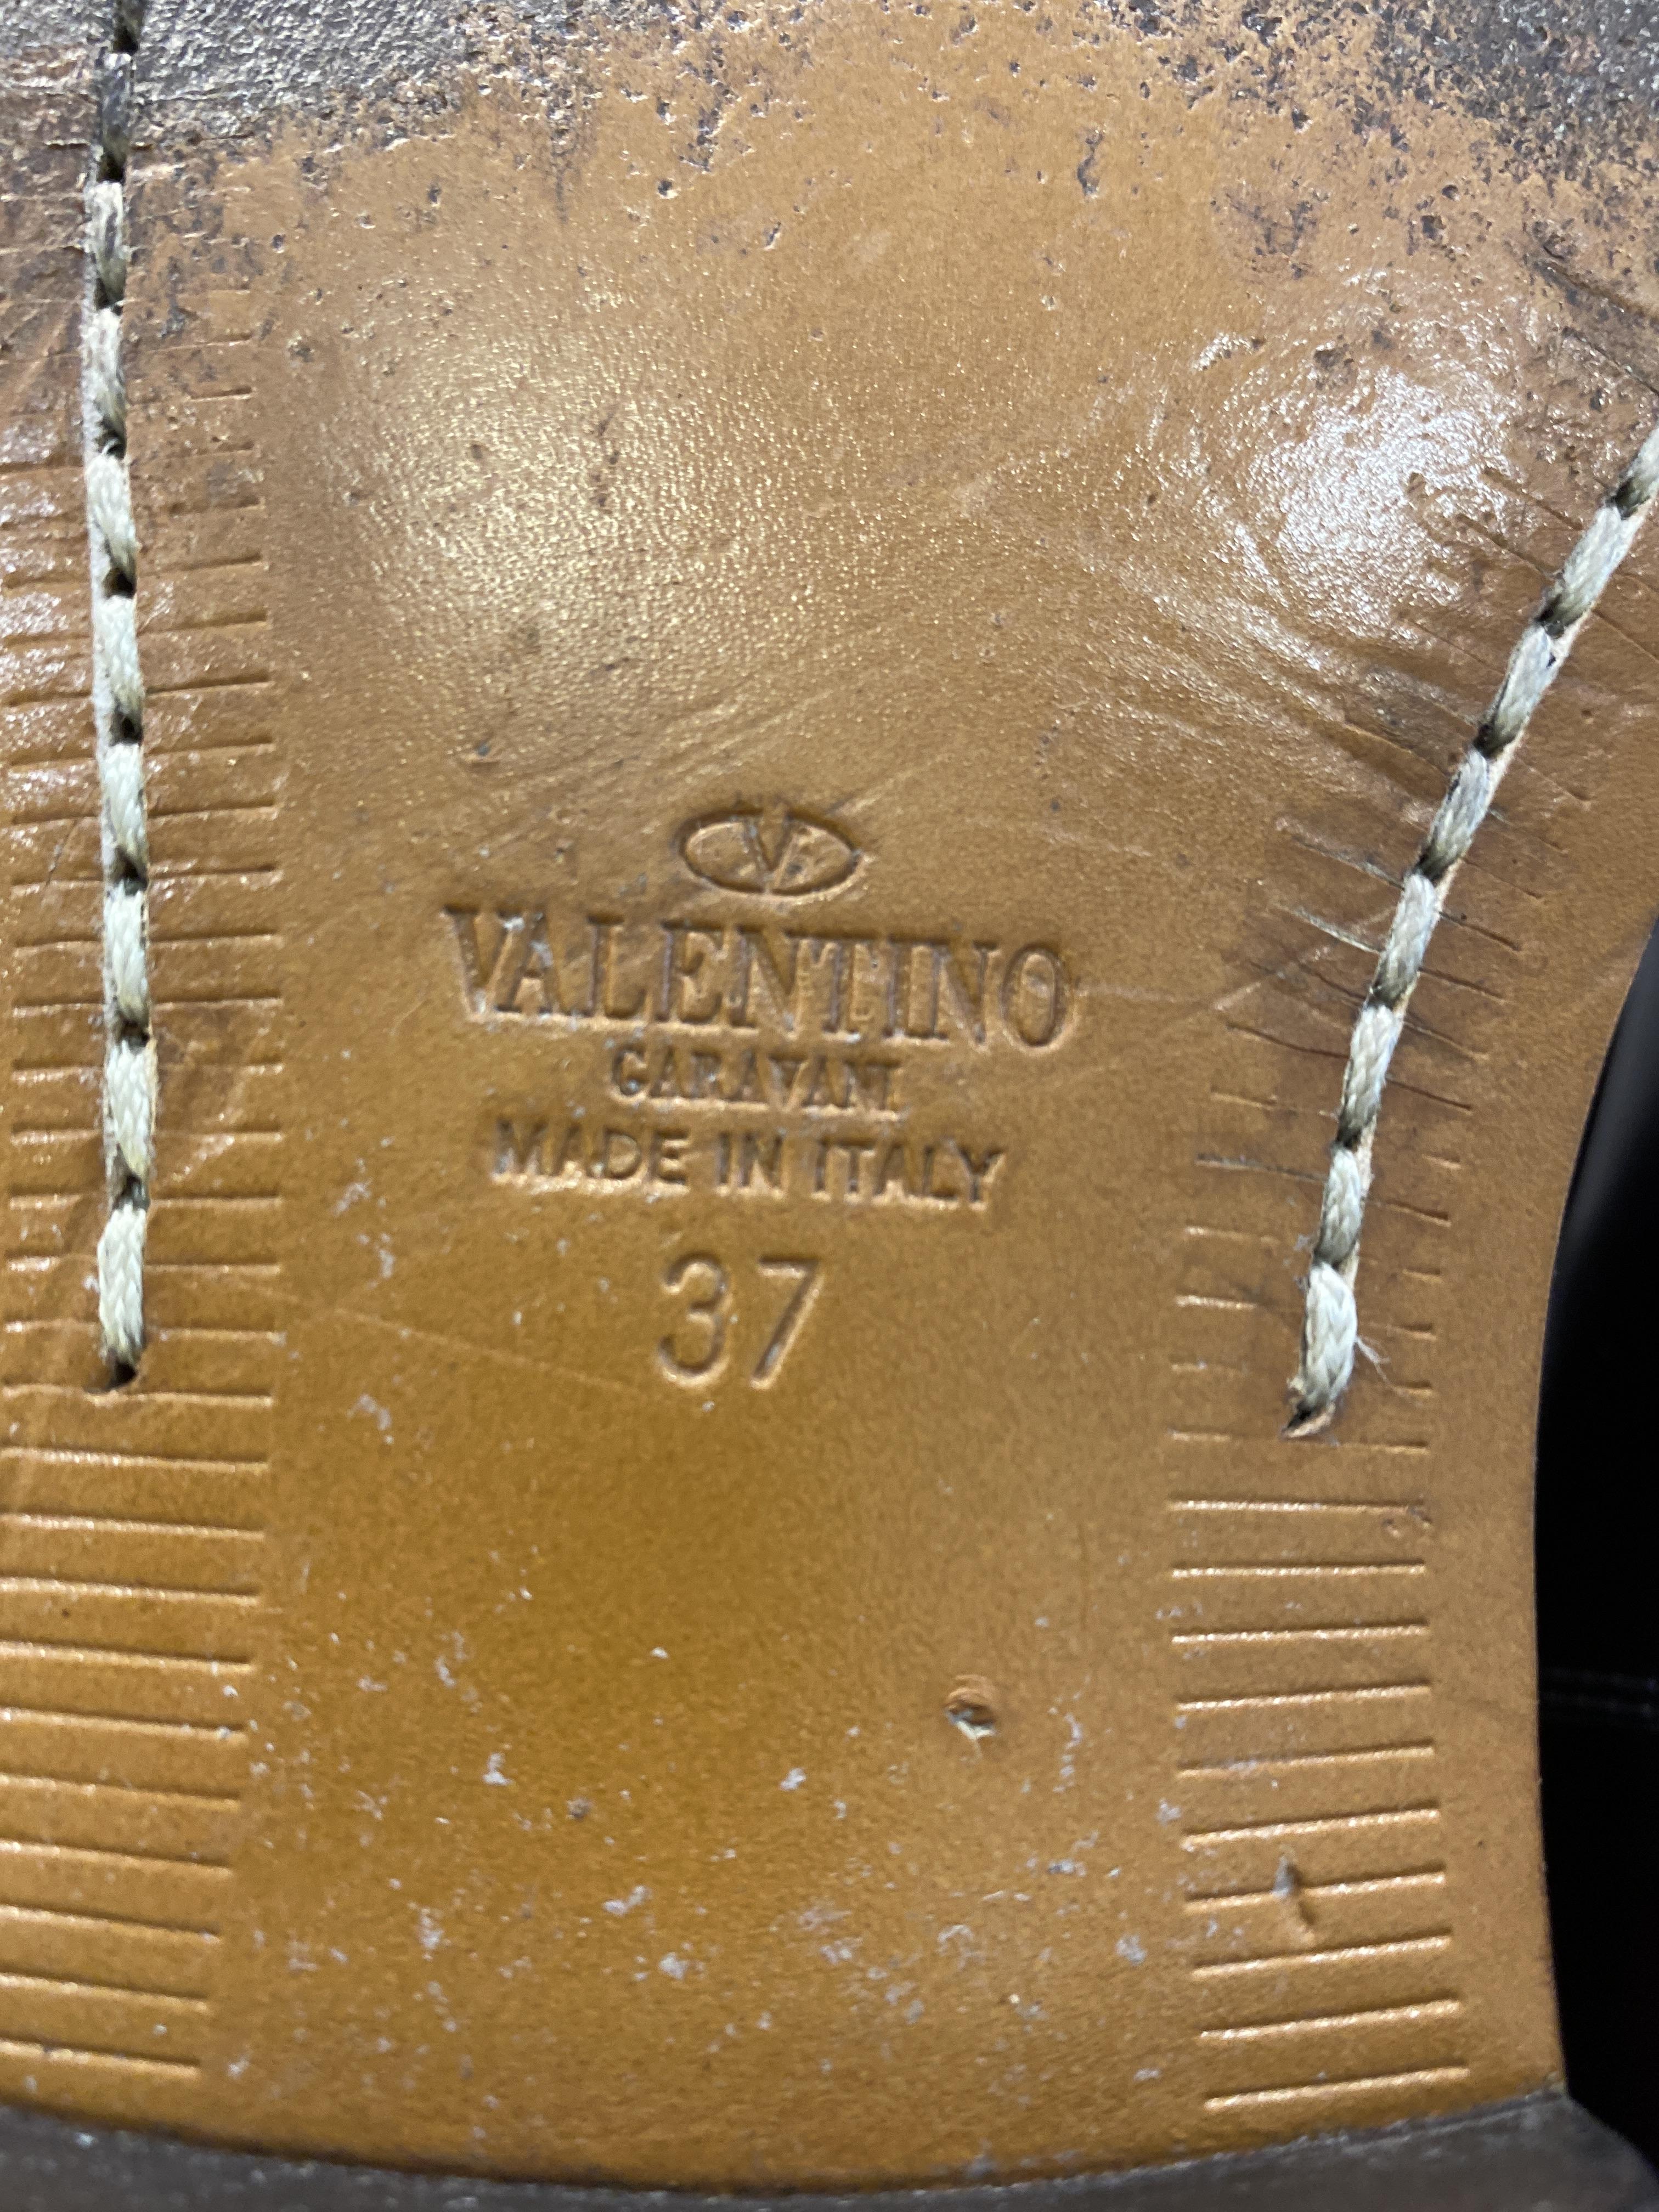 V
VALENTINO
GARAVANI
MADE IN ITALY
37